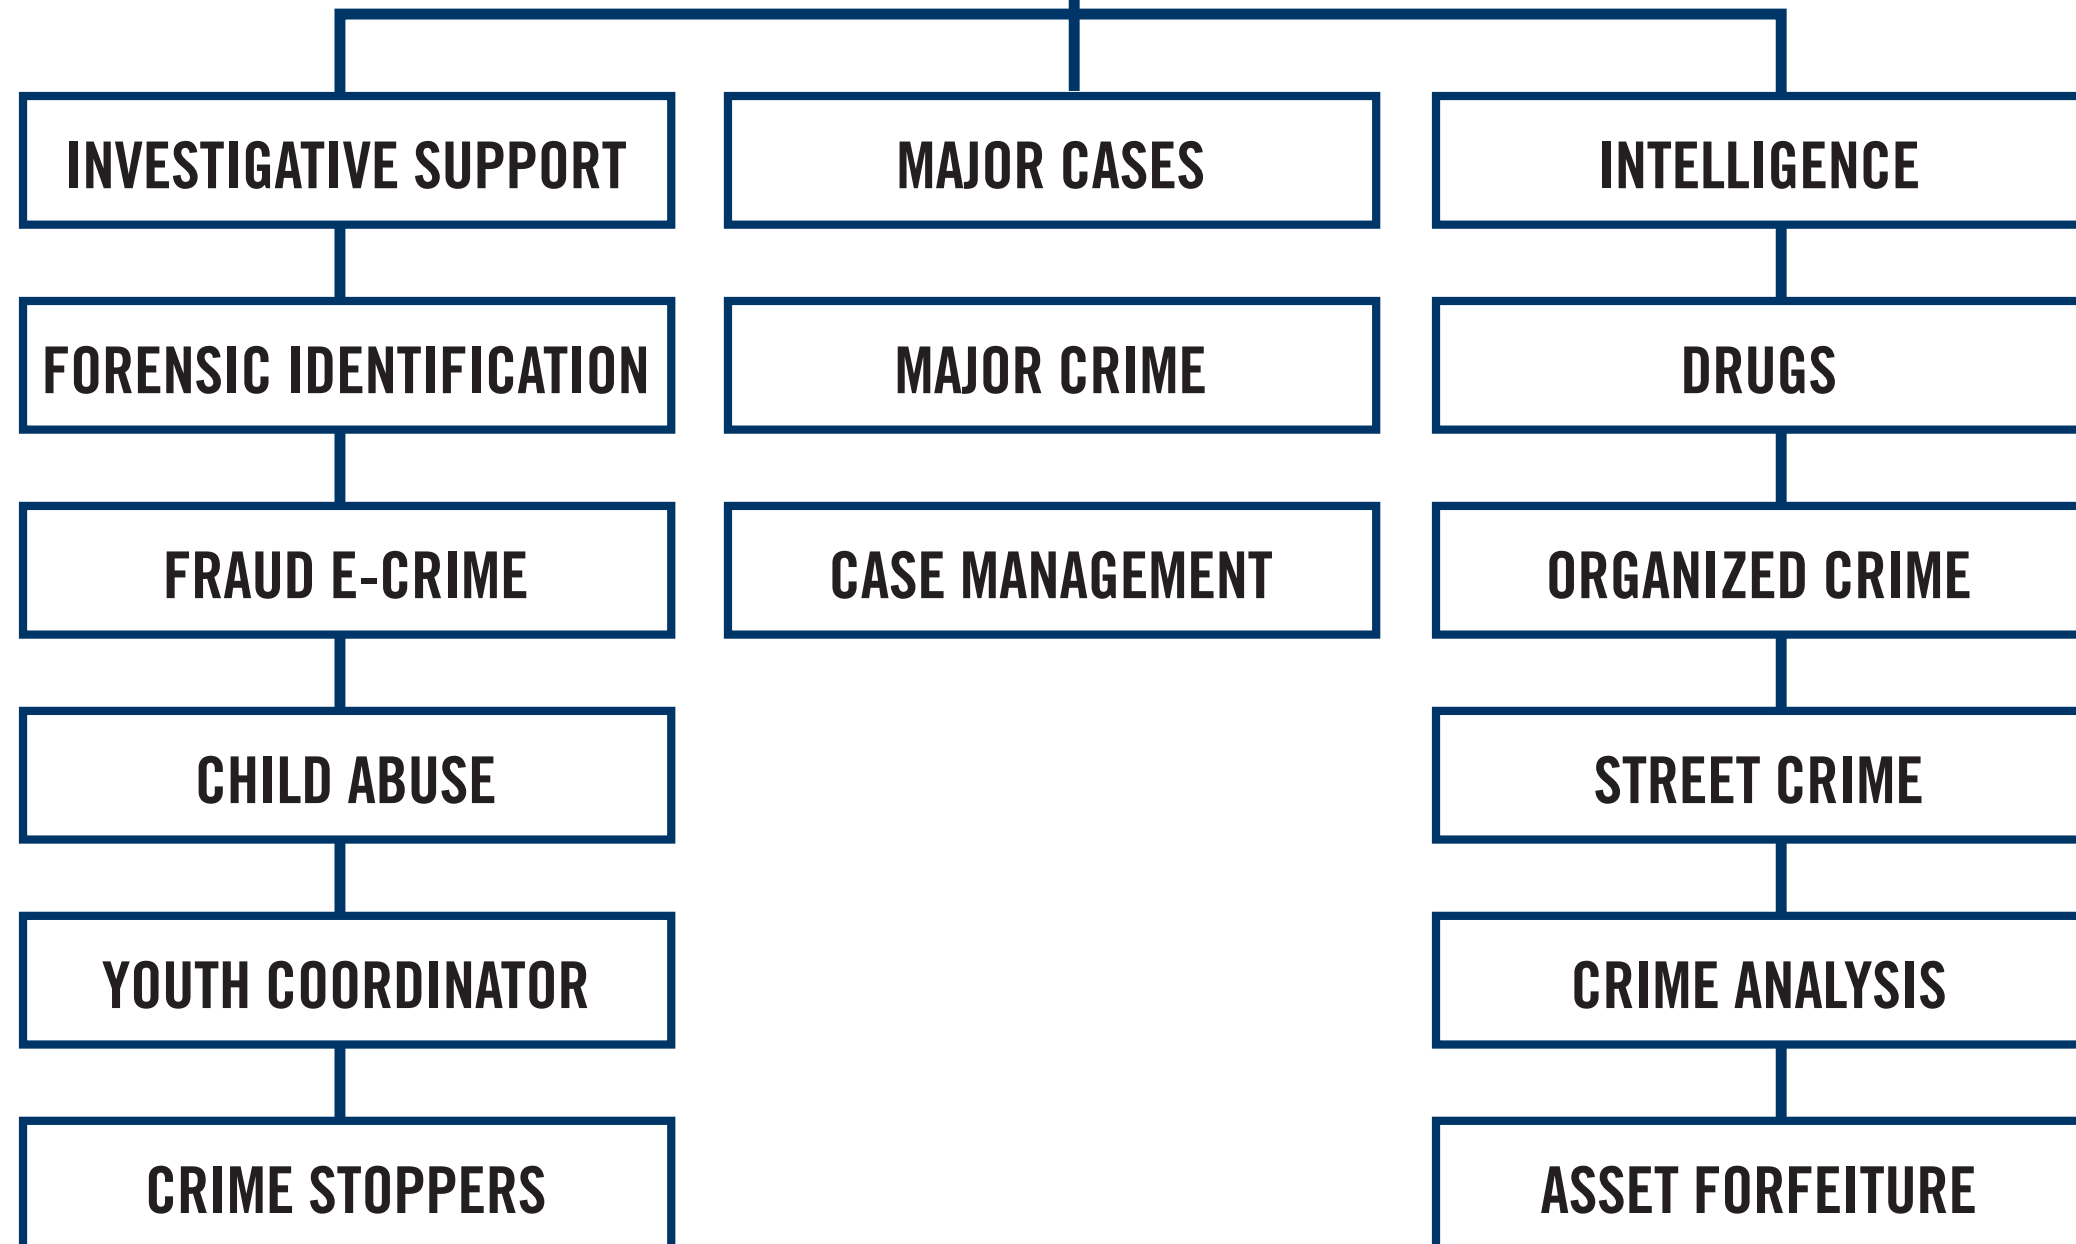 INVESTIGATIVE SUPPORT
FORENSIC IDENTIFICATION
FRAUD E-CRIME
CHILD ABUSE
YOUTH COORDINATOR
CRIME STOPPERS
MAJOR CASES
MAJOR CRIME
CASE MANAGEMENT
INTELLIGENCE
DRUGS
ORGANIZED CRIME
STREET CRIME
CRIME ANALYSIS
ASSET FORFEITURE